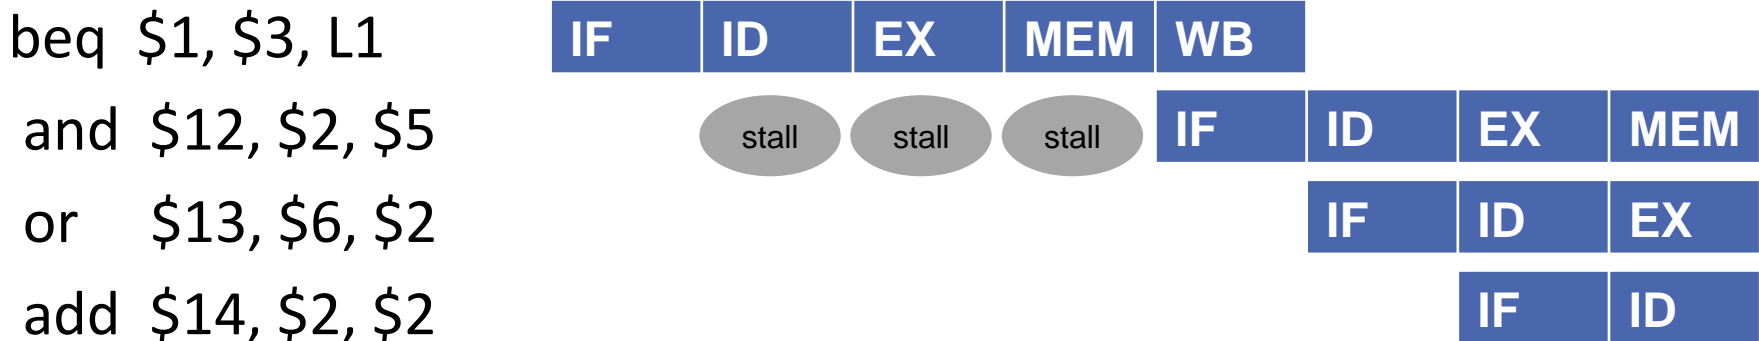 beq $1, $3, L1 IF ID EX MEM WB
and $12, $2, $5 stall stall stall IF ID EX MEM
or $13, $6, $2 IF ID EX
add $14, $2, $2 IF ID